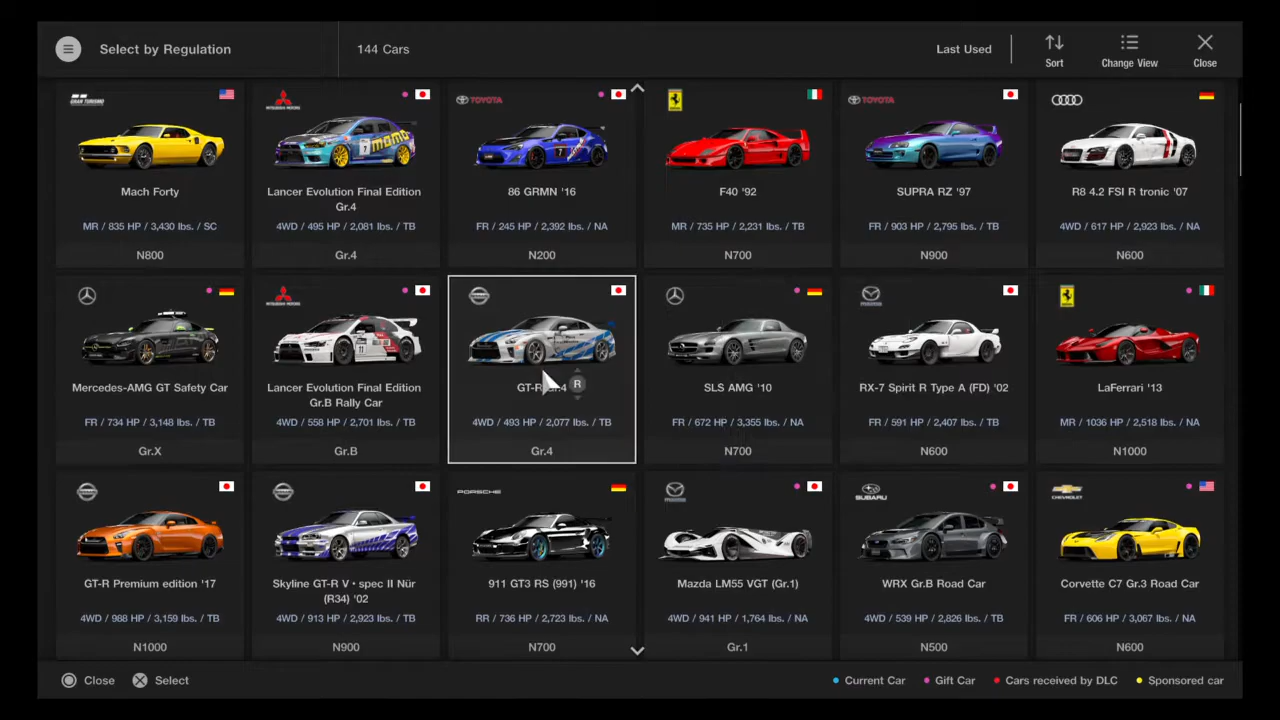 Select by Regulation
144 Cars
Last Used
Sort
Change View
Close
GRAN TURISMO
Mach Forty
MR / 835 HP / 3,430 lbs. / SC
N800
MITSUBISHI MOTORS
Lancer Evolution Final Edition
Gr.4
4WD / 495 HP / 2,081 lbs. / TB
Gr.4
TOYOTA
86 GRMN '16
FR / 245 HP / 2,392 lbs. / NA
N200
F40 '92
MR / 735 HP / 2,231 lbs. / TB
N700
TOYOTA
SUPRA RZ '97
FR / 903 HP / 2,795 lbs. / TB
N900
R8 4.2 FSI R tronic '07
4WD / 617 HP / 2,923 lbs. / NA
N600
Mercedes-AMG GT Safety Car
FR / 734 HP / 3,148 lbs. / TB
Gr.X
MITSUBISHI MOTORS
Lancer Evolution Final Edition
Gr.B Rally Car
4WD / 558 HP / 2,701 lbs. / TB
Gr.B
R
4WD / 493 HP / 2,077 lbs. / TB
Gr.4
SLS AMG '10
FR / 672 HP / 3,355 lbs. / NA
N700
RX-7 Spirit R Type A (FD) '02
FR / 591 HP / 2,407 lbs. / TB
N600
LaFerrari '13
MR / 1036 HP / 2,518 lbs. / NA
N1000
GT-R Premium edition '17
4WD / 988 HP / 3,159 lbs. / TB
N1000
Skyline GT-R V • spec II Nür
(R34) '02
4WD / 913 HP / 2,923 lbs. / TB
N900
PORSCHE
911 GT3 RS (991) '16
RR / 736 HP / 2,723 lbs. / NA
N700
Mazda LM55 VGT (Gr.1)
4WD / 941 HP / 1,764 lbs. / NA
Gr.1
SUBARU
WRX Gr.B Road Car
4WD / 539 HP / 2,826 lbs. / TB
N500
CHEVROLET
Corvette C7 Gr.3 Road Car
FR / 606 HP / 3,067 lbs. / NA
N600
Close
Select
Current Car
Gift Car
Cars received by DLC
Sponsored car